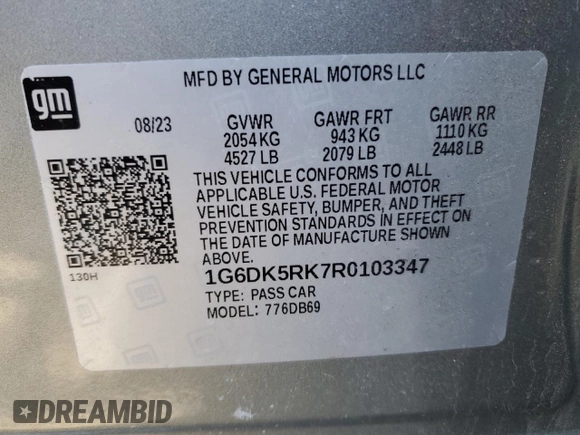 gm
MFD BY GENERAL MOTORS LLC
08/23 GVWR GAWR FRT GAWR RR
2054 KG 943 KG 1110 KG
4527 LB 2079 LB 2448 LB
THIS VEHICLE CONFORMS TO ALL
APPLICABLE U.S. FEDERAL MOTOR
VEHICLE SAFETY, BUMPER, AND THEFT
PREVENTION STANDARDS IN EFFECT ON
THE DATE OF MANUFACTURE SHOWN
ABOVE.
130H
1G6DK5RK7R0103347
TYPE: PASS CAR
MODEL: 776DB69
DREAMBID